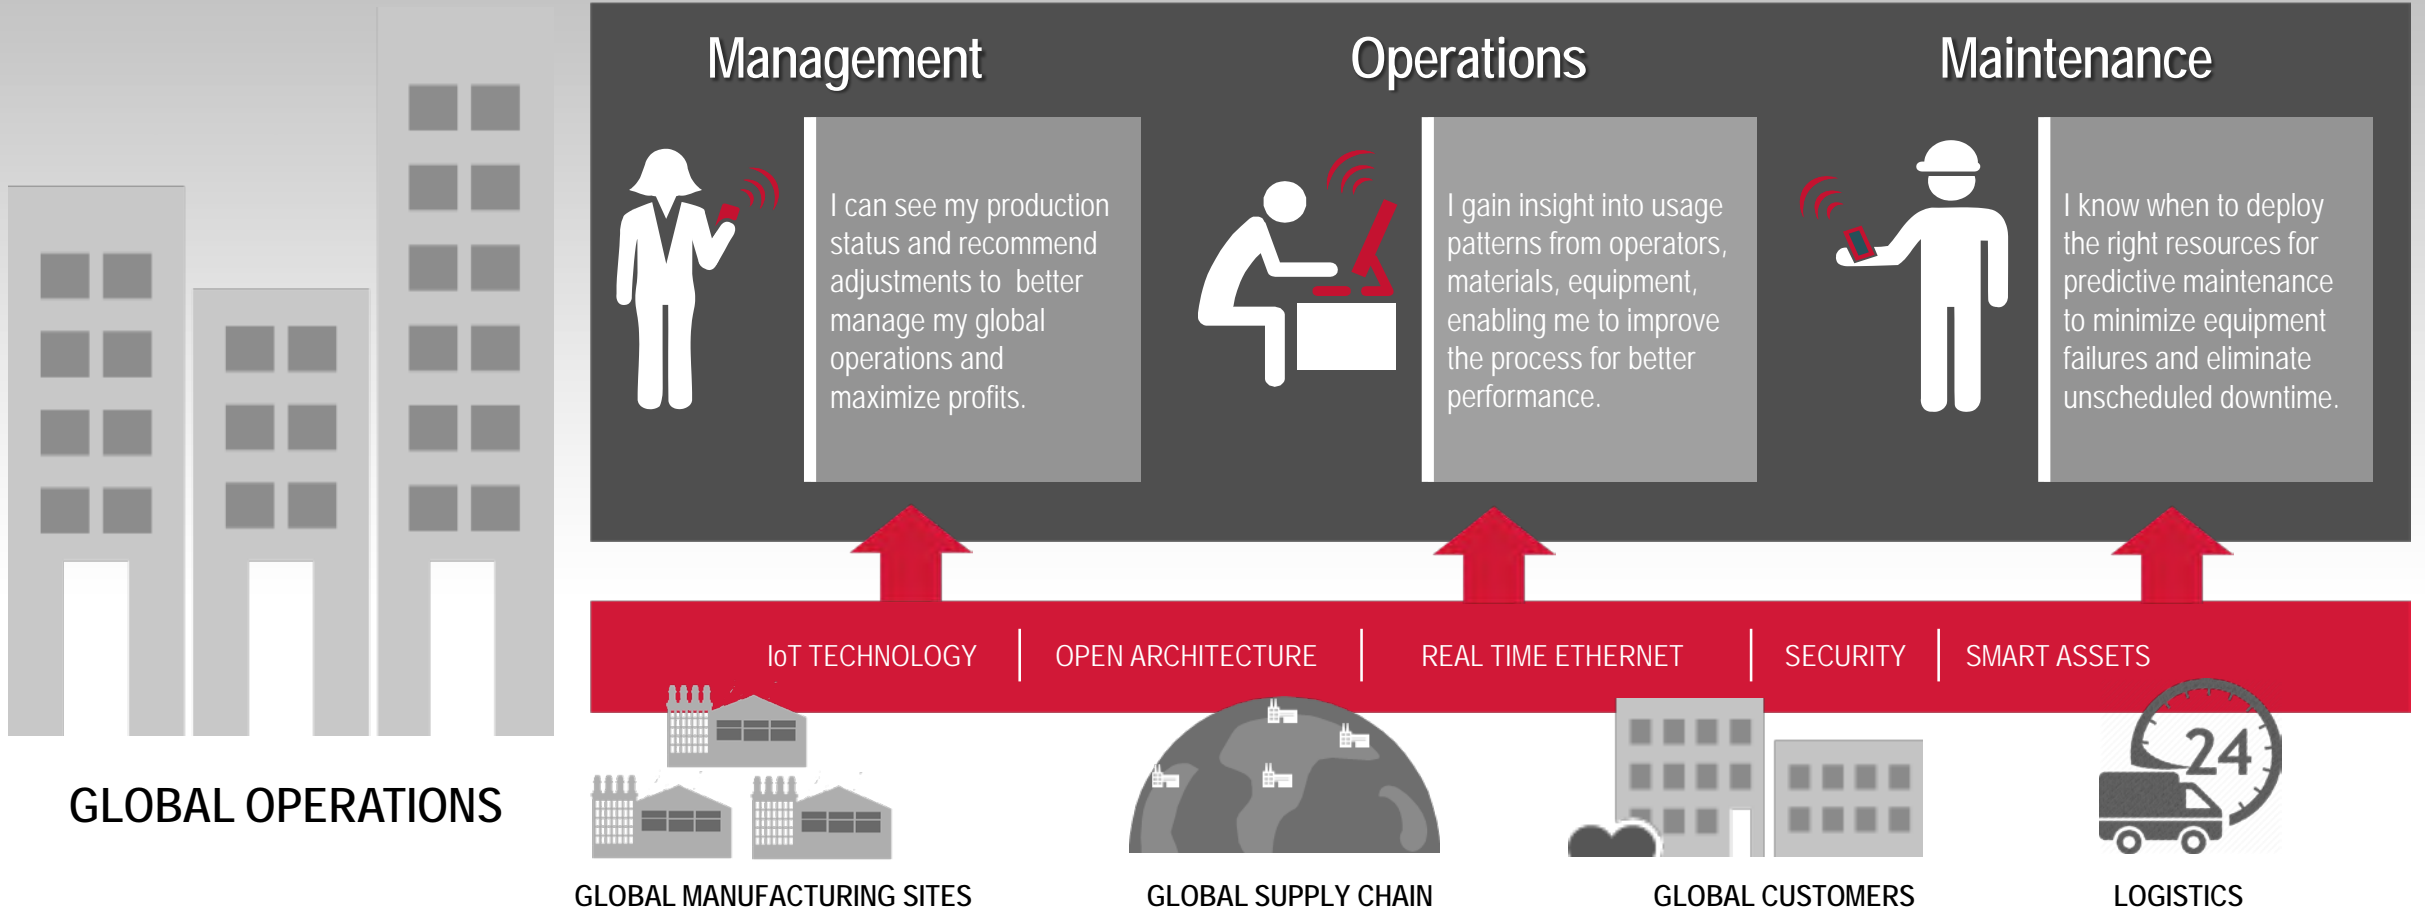 Management
I can see my production
status and recommend
adjustments to  better
manage my global
operations and
maximize profits.
Operations
I gain insight into usage
patterns from operators,
materials, equipment,
enabling me to improve
the process for better
performance.
Maintenance
I know when to deploy
the right resources for
predictive maintenance
to minimize equipment
failures and eliminate
unscheduled downtime.
IoT TECHNOLOGY
OPEN ARCHITECTURE
REAL TIME ETHERNET
SECURITY
SMART ASSETS
24
GLOBAL OPERATIONS
GLOBAL MANUFACTURING SITES
GLOBAL SUPPLY CHAIN
GLOBAL CUSTOMERS
LOGISTICS